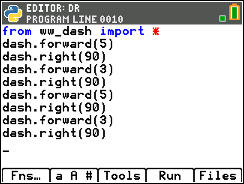 EDITOR: DR
PROGRAM LINE 0010
from ww_dash import *
dash.forward(5)
dash.right(90)
dash.forward(3)
dash.right(90)
dash.forward(5)
dash.right(90)
dash.forward(3)
dash.right(90)
_
Fns… a A # Tools Run Files